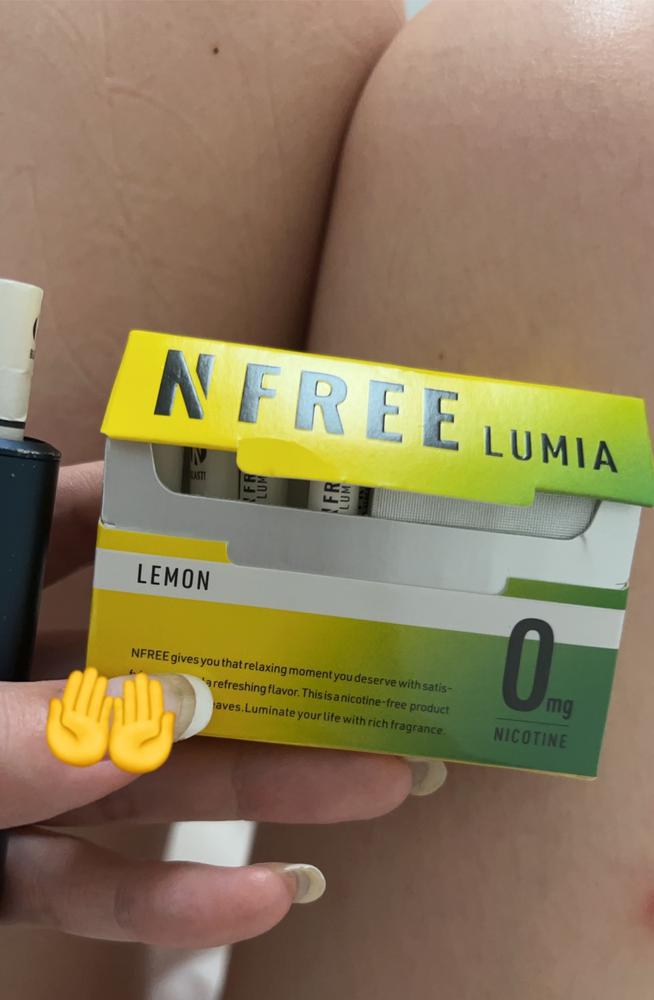 NFREE LUMIA
LEMON
NFREE gives you that relaxing moment you deserve with satis-
a refreshing flavor. This is a nicotine-free product
eaves. Luminate your life with rich fragrance.
0mg
NICOTINE